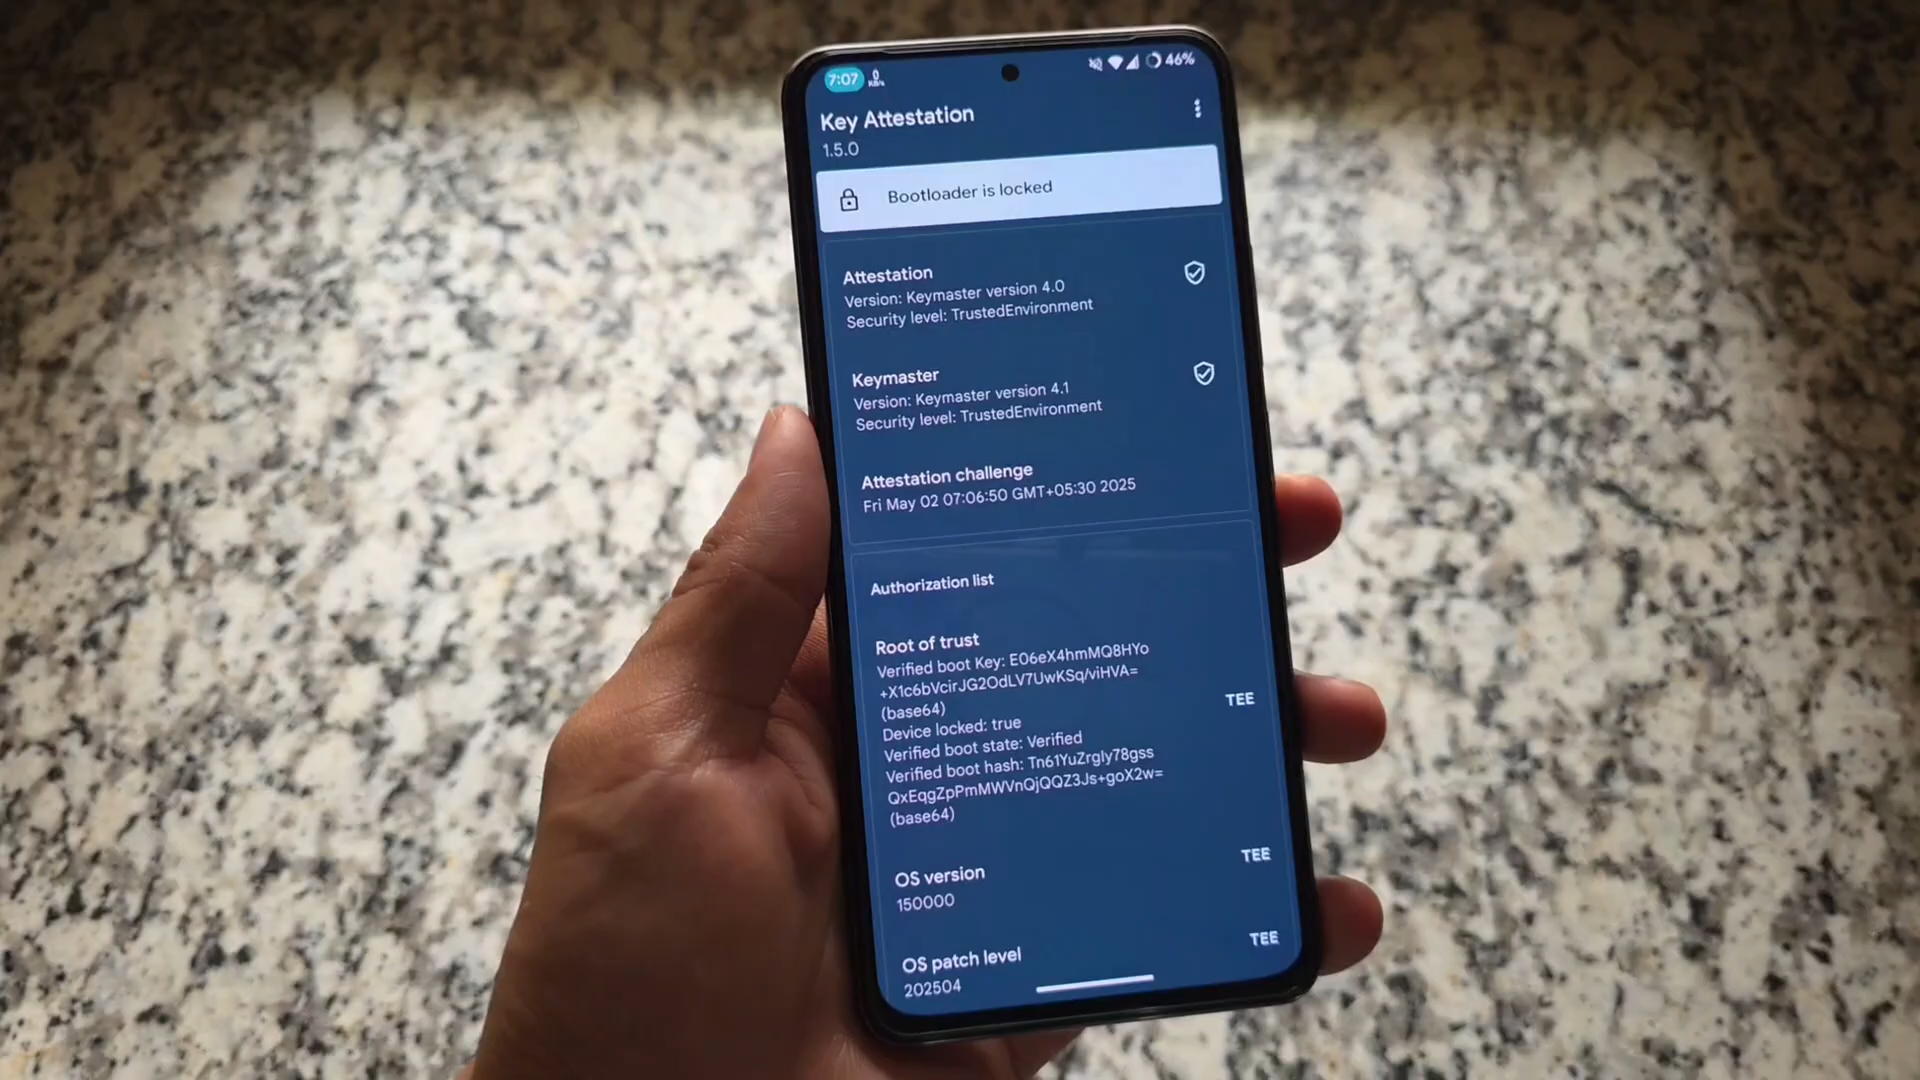 7:07 0 KB/s 46%
Key Attestation
1.5.0
Bootloader is locked
Attestation
Version: Keymaster version 4.0
Security level: TrustedEnvironment
Keymaster
Version: Keymaster version 4.1
Security level: TrustedEnvironment
Attestation challenge
Fri May 02 07:06:50 GMT+05:30 2025
Authorization list
Root of trust
Verified boot Key: E06eX4hmMQ8HYo
+X1c6bVcirJG2OdLV7UwKSq/viHVA=
(base64)
TEE
Device locked: true
Verified boot state: Verified
Verified boot hash: Tn61YuZrgIy78gss
QxEqgZpPmMWVnQjQQZ3Js+goX2w=
(base64)
OS version
TEE
150000
OS patch level
TEE
202504